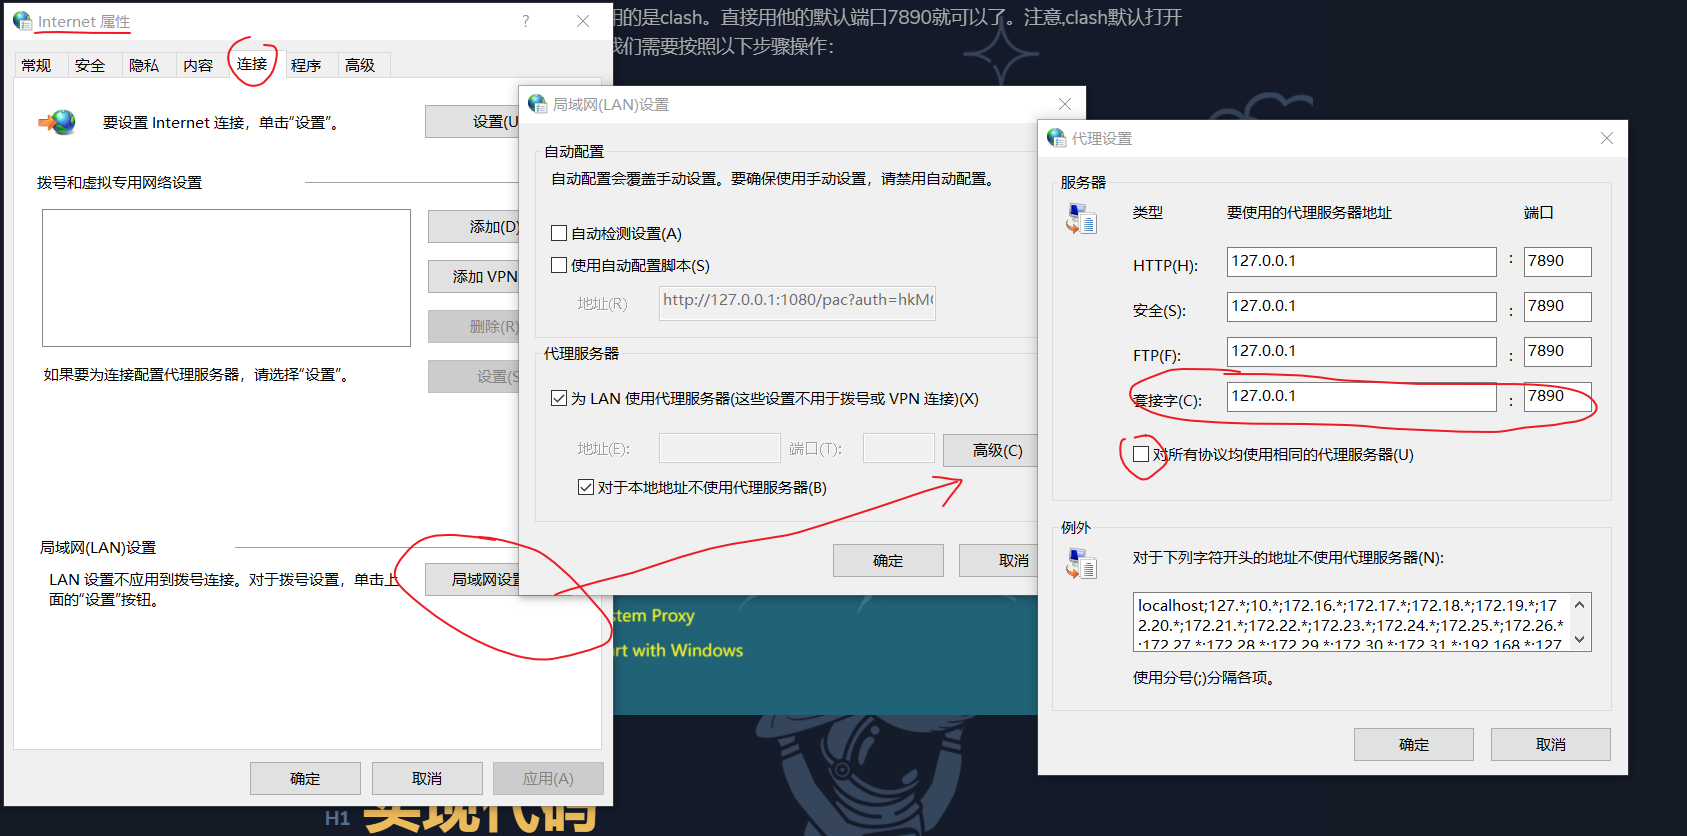 用的是clash。直接用他的默认端口7890就可以了。注意,clash默认打开
我们需要按照以下步骤操作：
Internet 属性
?
常规
安全
隐私
内容
连接
程序
高级
要设置 Internet 连接，单击“设置”。
设置(U
拨号和虚拟专用网络设置
添加(D)
添加 VPN
删除(R)
设置(S
如果要为连接配置代理服务器，请选择“设置”。
局域网(LAN)设置
LAN 设置不应用到拨号连接。对于拨号设置，单击上
面的“设置”按钮。
局域网设置
确定
取消
应用(A)
局域网(LAN)设置
自动配置
自动配置会覆盖手动设置。要确保使用手动设置，请禁用自动配置。
自动检测设置(A)
使用自动配置脚本(S)
地址(R)
http://127.0.0.1:1080/pac?auth=hkM
代理服务器
为 LAN 使用代理服务器(这些设置不用于拨号或 VPN 连接)(X)
地址(E):
端口(T):
高级(C)
对于本地地址不使用代理服务器(B)
确定
取消
代理设置
服务器
类型
要使用的代理服务器地址
端口
HTTP(H):
127.0.0.1
:
7890
安全(S):
127.0.0.1
:
7890
FTP(F):
127.0.0.1
:
7890
套接字(C):
127.0.0.1
:
7890
对所有协议均使用相同的代理服务器(U)
例外
对于下列字符开头的地址不使用代理服务器(N):
localhost;127.*;10.*;172.16.*;172.17.*;172.18.*;172.19.*;17
2.20.*;172.21.*;172.22.*;172.23.*;172.24.*;172.25.*;172.26.*
;172.27.*;172.28.*;172.29.*;172.30.*;172.31.*;192.168.*;127
使用分号(;)分隔各项。
确定
取消
stem Proxy
rt with Windows
H1
实现代码